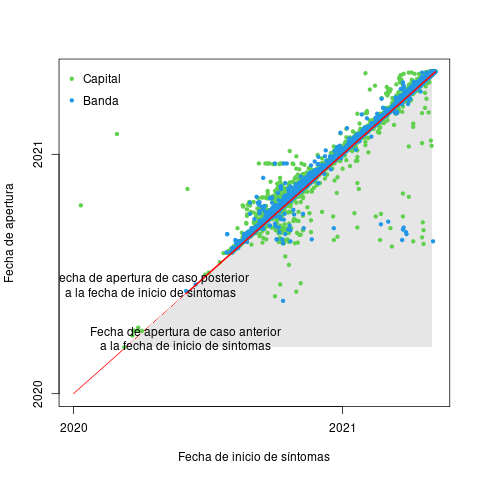 Capital
Banda
echa de apertura de caso posterior
a la fecha de inicio de síntomas
Fecha de apertura de caso anterior
a la fecha de inicio de síntomas
2021
2020
Fecha de apertura
2020
2021
Fecha de inicio de síntomas